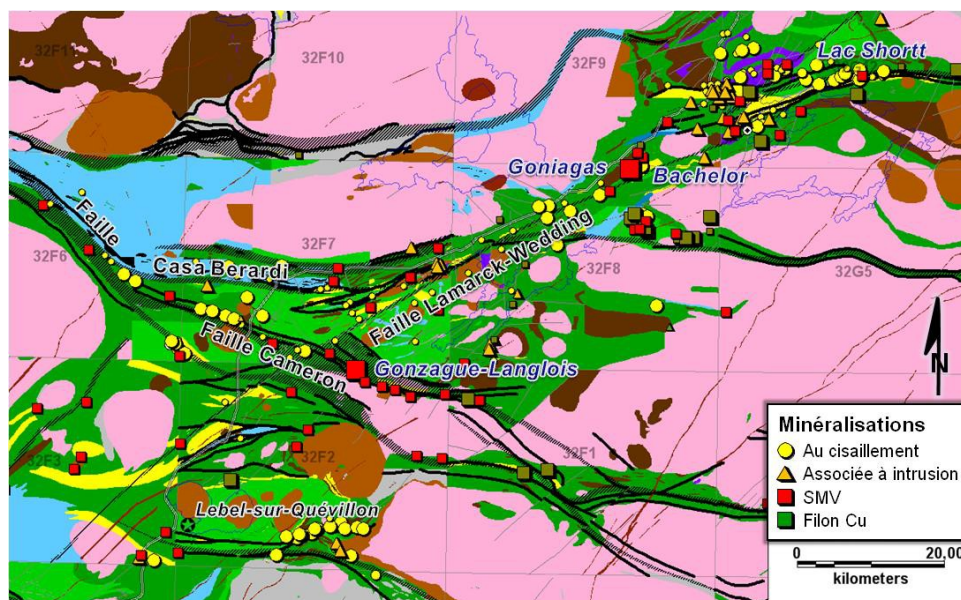 32F11
32F10
32F9
Lac Shortt
Goniagas
Bachelor
Faille
32F6
32F7
32F8
32G5
Casa Berardi
Faille Lamarck-Wedding
Faille Cameron
Gonzague-Langlois
N
32F3
32F2
32F1
Lebel-sur-Quévillon
Minéralisations
Au cisaillement
Associée à intrusion
SMV
Filon Cu
0 20,00
kilometers